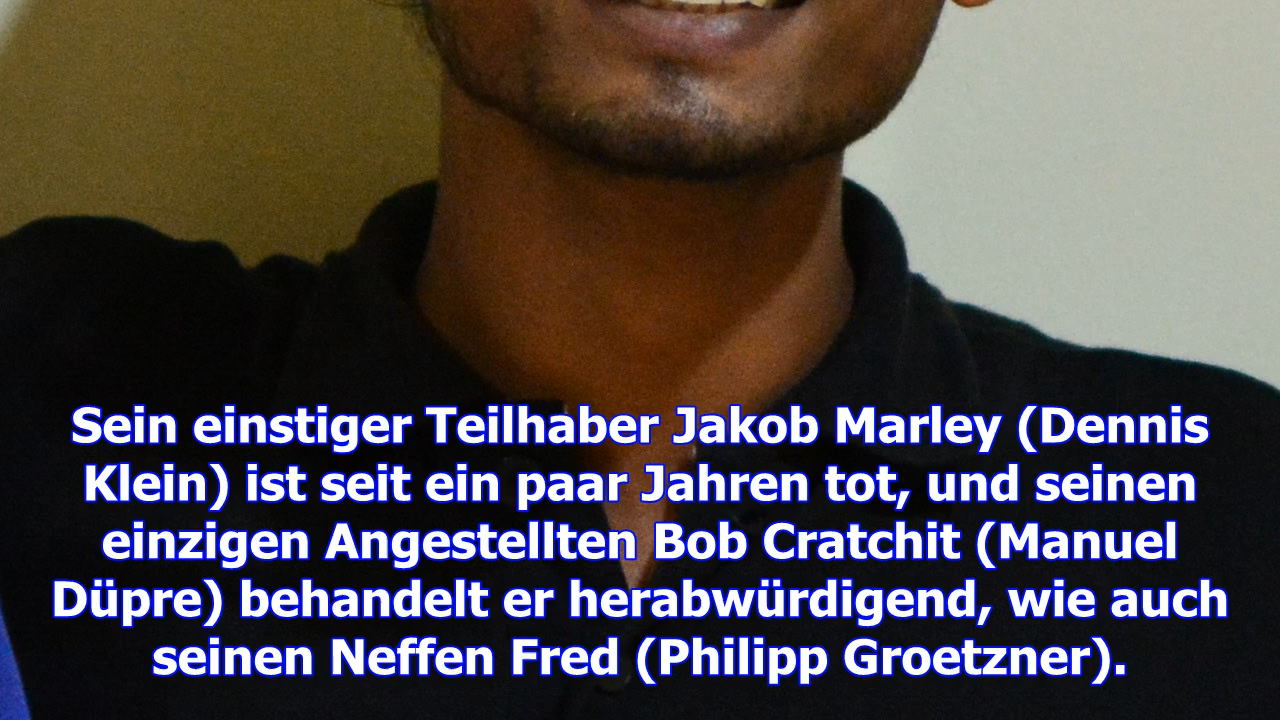 Sein einstiger Teilhaber Jakob Marley (Dennis
Klein) ist seit ein paar Jahren tot, und seinen
einzigen Angestellten Bob Cratchit (Manuel
Düpre) behandelt er herabwürdigend, wie auch
seinen Neffen Fred (Philipp Groetzner).